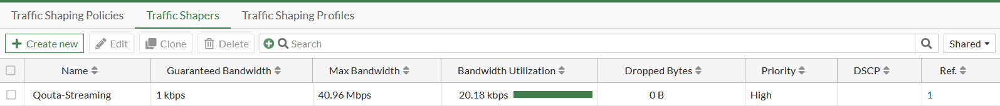 Traffic Shaping Policies Traffic Shapers Traffic Shaping Profiles
Create new Edit Clone Delete Search Shared
Name Guaranteed Bandwidth Max Bandwidth Bandwidth Utilization Dropped Bytes Priority DSCP Ref.
Qouta-Streaming 1 kbps 40.96 Mbps 20.18 kbps 0 B High 1